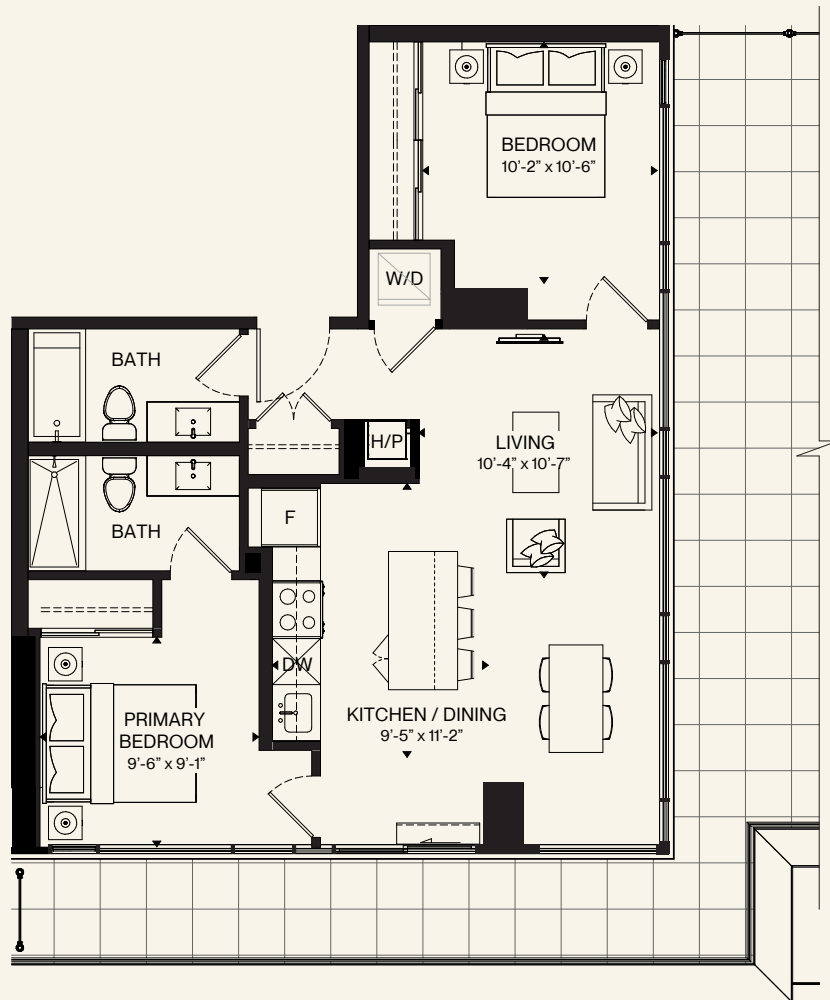 BEDROOM
10’-2” x 10’-6”
W/D
BATH
H/P
LIVING
10’-4” x 10’-7”
F
BATH
DW
PRIMARY
BEDROOM
9’-6” x 9’-1”
KITCHEN / DINING
9’-5” x 11’-2”